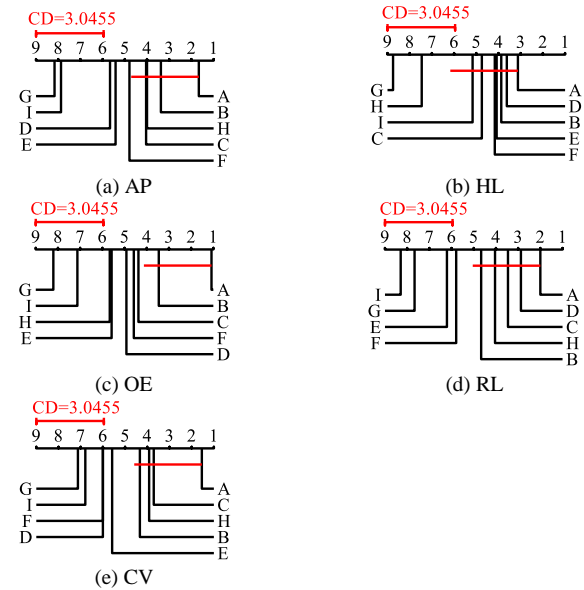 CD=3.0455
9 8 7 6 5 4 3 2 1
G A
I B
D H
E C
F
(a) AP
CD=3.0455
9 8 7 6 5 4 3 2 1
G A
H D
I B
C E
F
(b) HL
CD=3.0455
9 8 7 6 5 4 3 2 1
G A
I B
H C
E F
D
(c) OE
CD=3.0455
9 8 7 6 5 4 3 2 1
I A
G D
E C
F H
B
(d) RL
CD=3.0455
9 8 7 6 5 4 3 2 1
G A
I C
F H
D B
E
(e) CV